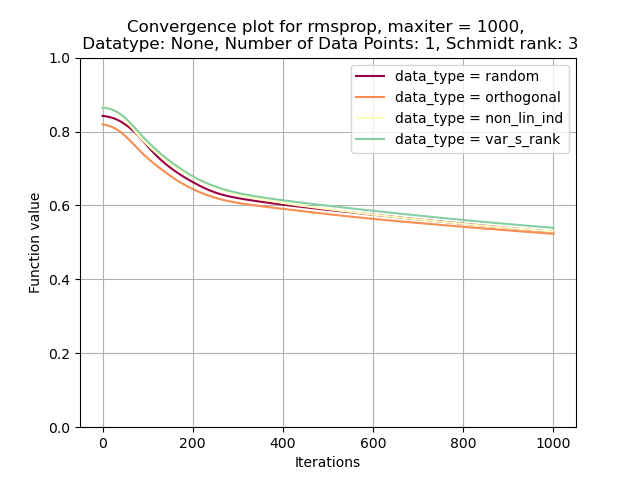 Convergence plot for rmsprop, maxiter = 1000,
Datatype: None, Number of Data Points: 1, Schmidt rank: 3
data_type = random
data_type = orthogonal
data_type = non_lin_ind
data_type = var_s_rank
Function value
1.0
0.8
0.6
0.4
0.2
0.0
0 200 400 600 800 1000
Iterations